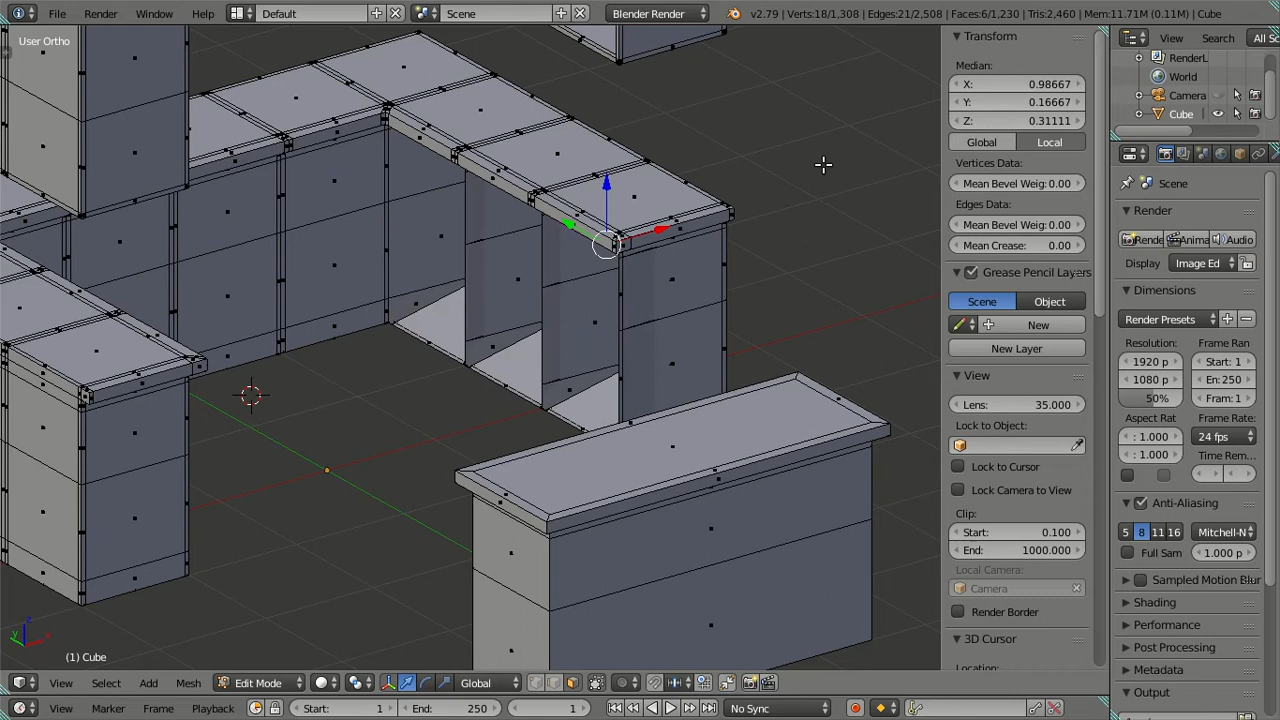 File Render Window Help Default Scene Blender Render v2.79 | Verts:18/1,308 | Edges:21/2,508 | Faces:6/1,230 | Tris:2,460 | Mem:11.71M (0.11M) | Cube
User Ortho
(1) Cube
View Select Add Mesh Edit Mode Global
View Marker Frame Playback Start: 1 End: 250 1 No Sync
Transform
Median:
X: 0.98667
Y: 0.16667
Z: 0.31111
Global Local
Vertices Data:
Mean Bevel Weig: 0.00
Edges Data:
Mean Bevel Weig: 0.00
Mean Crease: 0.00
Grease Pencil Layers
Scene Object
New
New Layer
View
Lens: 35.000
Lock to Object:
Lock to Cursor
Lock Camera to View
Clip:
Start: 0.100
End: 1000.000
Local Camera:
Camera
Render Border
3D Cursor
Location:
View Search All Sc
RenderL
World
Camera
Cube
Scene
Render
Rende Anima Audio
Display Image Ed
Dimensions
Render Presets
Resolution: Frame Ran
1920 p Start: 1
1080 p En: 250
50% Fram: 1
Aspect Rat Frame Rate:
: 1.000 24 fps
: 1.000 Time Rem...
Anti-Aliasing
5 8 11 16 Mitchell-N
Full Sam 1.000 p
Sampled Motion Blur
Shading
Performance
Post Processing
Metadata
Output